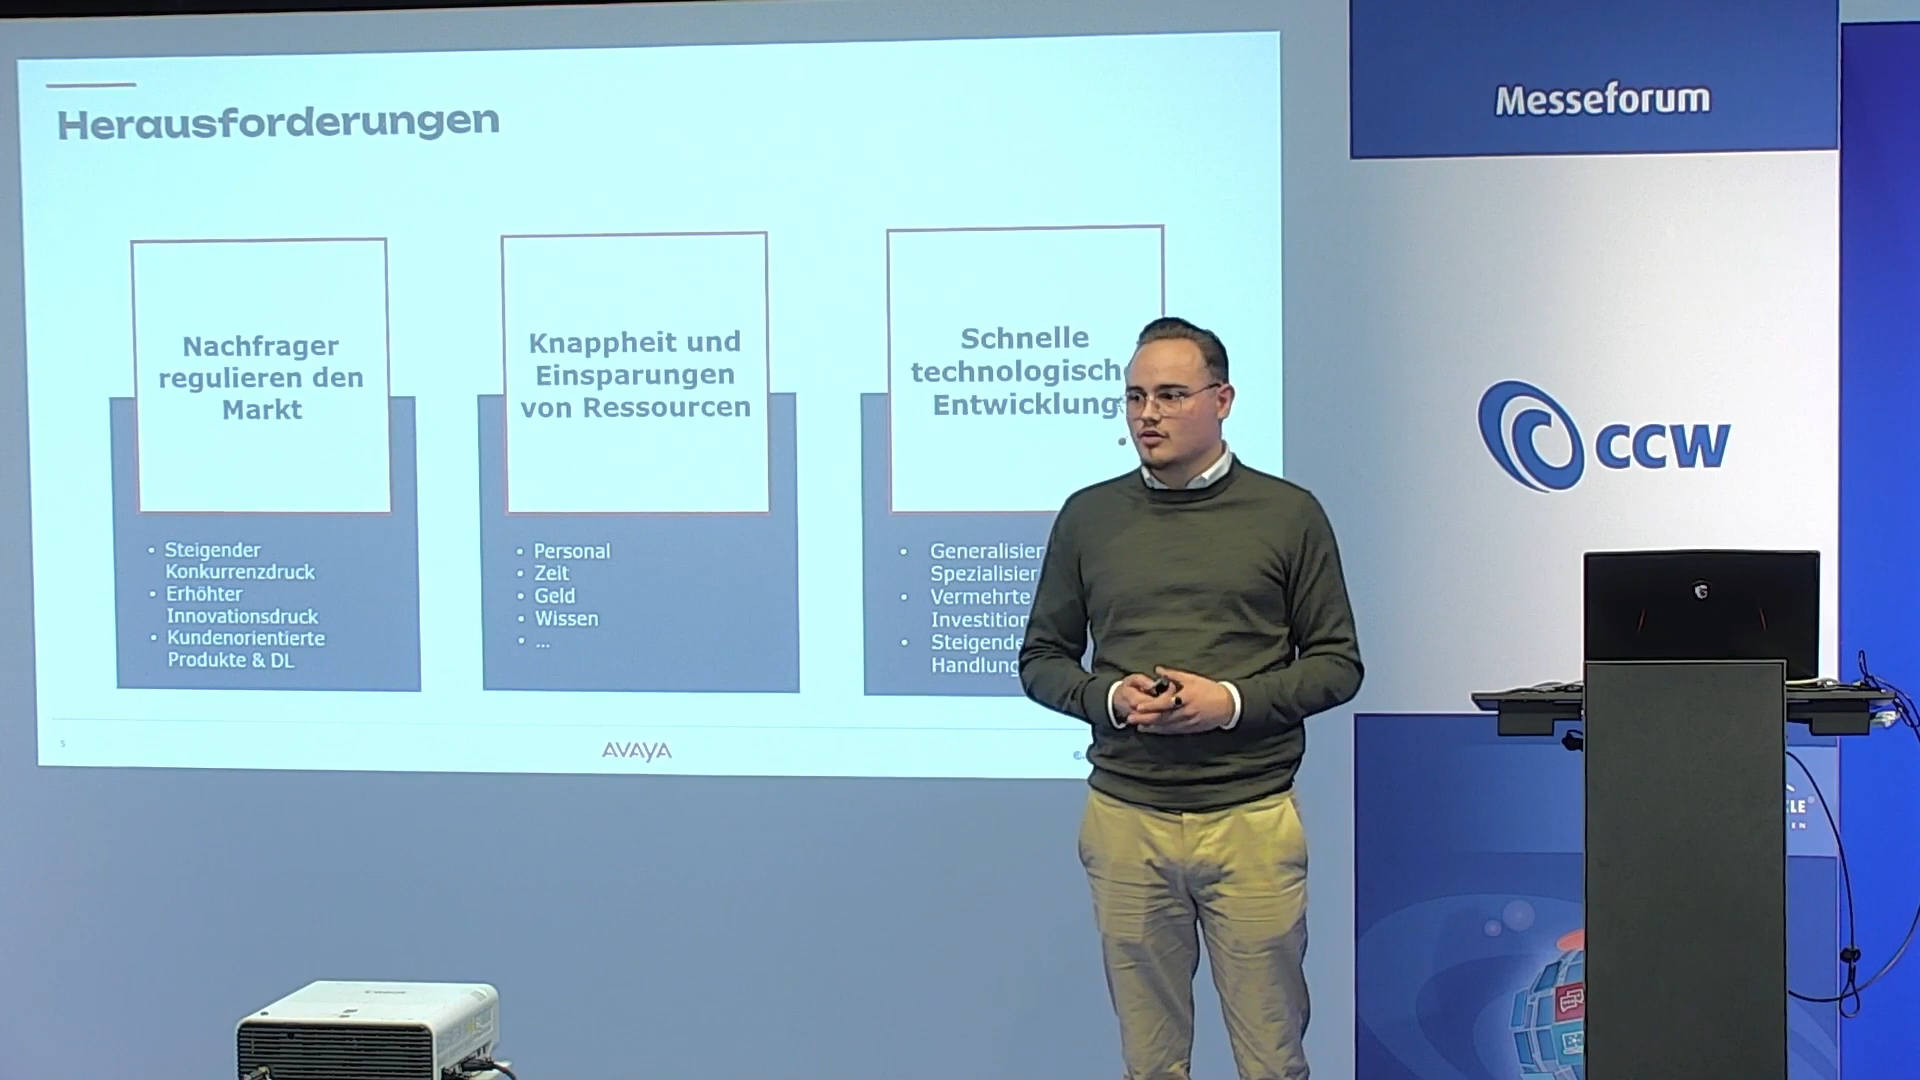 Herausforderungen
Nachfrager
regulieren den
Markt
• Steigender
Konkurrenzdruck
• Erhöhter
Innovationsdruck
• Kundenorientierte
Produkte & DL
Knappheit und
Einsparungen
von Ressourcen
• Personal
• Zeit
• Geld
• Wissen
• ...
Schnelle
technologisch
Entwicklung
• Generalisier
Spezialisier
• Vermehrte
Investition
• Steigende
Handlung
5
AVAYA
Messeforum
ccw